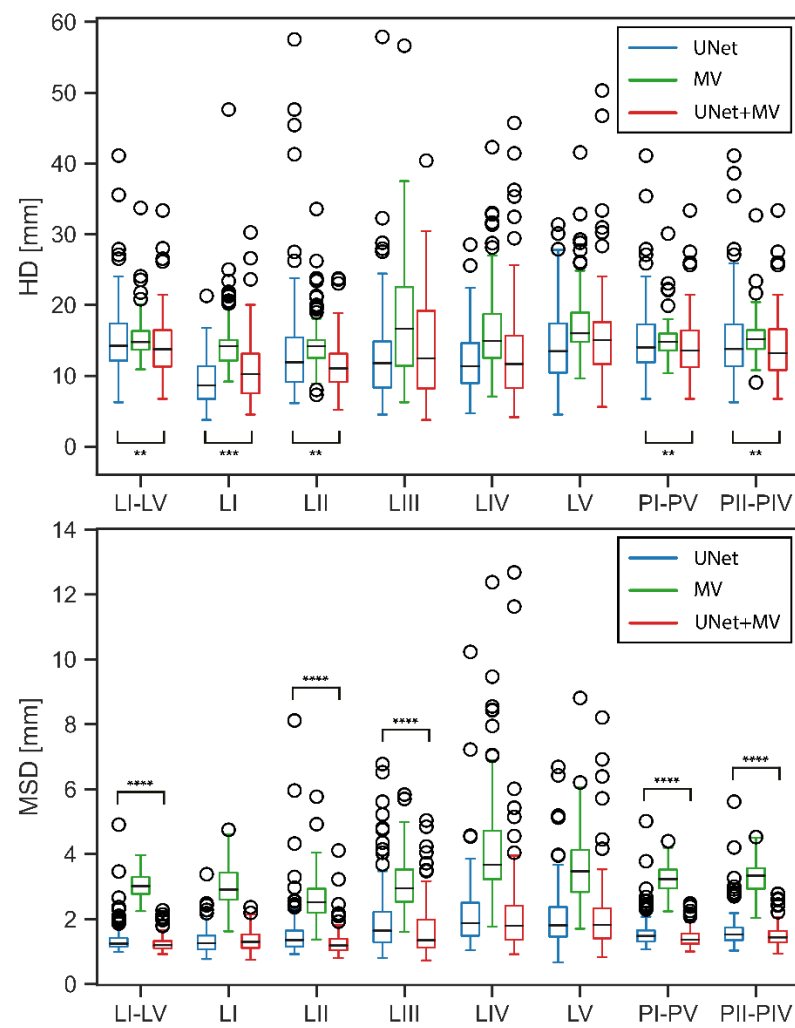 60
50
40
30
20
10
0
HD [mm]
UNet
MV
UNet+MV
** *** ** ** **
LI-LV LI LII LIII LIV LV PI-PV PII-PIV
14
12
10
8
6
4
2
0
MSD [mm]
UNet
MV
UNet+MV
**** **** **** **** ****
LI-LV LI LII LIII LIV LV PI-PV PII-PIV